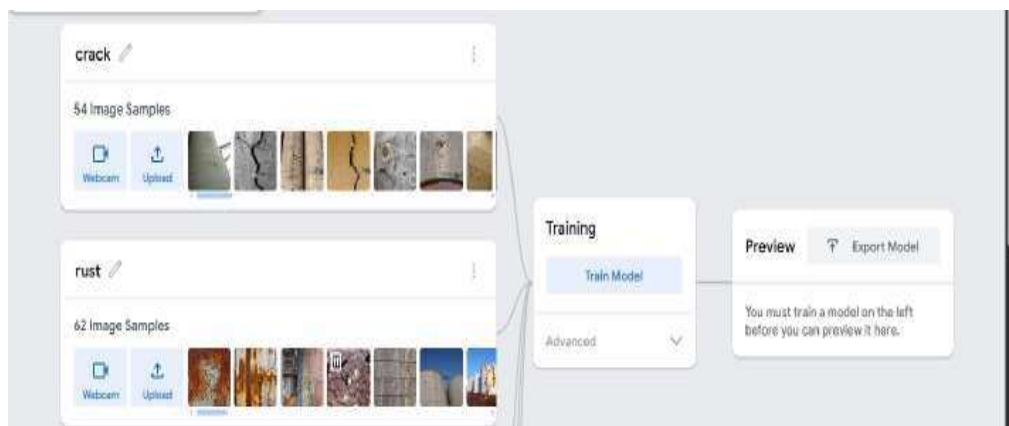 crack
54 Image Samples
Webcam
Upload
rust
62 Image Samples
Webcam
Upload
Training
Train Model
Advanced
Preview
Export Model
You must train a model on the left
before you can preview it here.